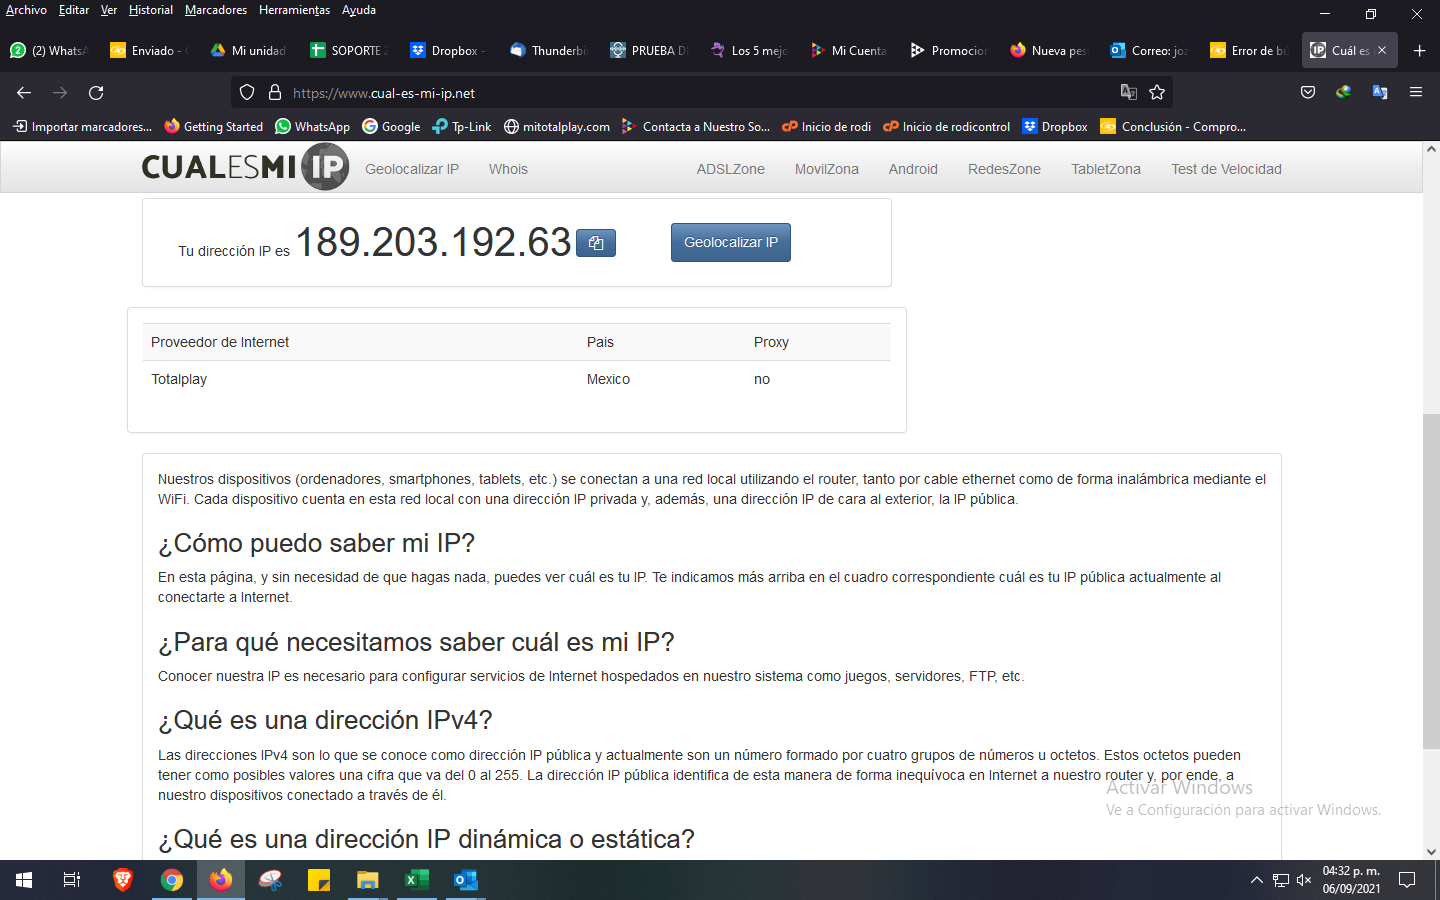 Archivo Editar Ver Historial Marcadores Herramientas Ayuda
(2) WhatsA
Enviado - C
Mi unidad
SOPORTE 2
Dropbox -
Thunderbi
PRUEBA DE
Los 5 mejo
Mi Cuenta
Promocion
Nueva pes
Correo: joz
Error de bú
IP Cuál es
https://www.cual-es-mi-ip.net
Importar marcadores... Getting Started WhatsApp Google Tp-Link mitotalplay.com Contacta a Nuestro So... cP Inicio de rodi cP Inicio de rodicontrol Dropbox Conclusión - Compro...
CUALESMI IP Geolocalizar IP Whois ADSLZone MovilZona Android RedesZone TabletZona Test de Velocidad
Tu dirección IP es 189.203.192.63 Geolocalizar IP
Proveedor de Internet Pais Proxy
Totalplay Mexico no
Nuestros dispositivos (ordenadores, smartphones, tablets, etc.) se conectan a una red local utilizando el router, tanto por cable ethernet como de forma inalámbrica mediante el
WiFi. Cada dispositivo cuenta en esta red local con una dirección IP privada y, además, una dirección IP de cara al exterior, la IP pública.
¿Cómo puedo saber mi IP?
En esta página, y sin necesidad de que hagas nada, puedes ver cuál es tu IP. Te indicamos más arriba en el cuadro correspondiente cuál es tu IP pública actualmente al
conectarte a Internet.
¿Para qué necesitamos saber cuál es mi IP?
Conocer nuestra IP es necesario para configurar servicios de Internet hospedados en nuestro sistema como juegos, servidores, FTP, etc.
¿Qué es una dirección IPv4?
Las direcciones IPv4 son lo que se conoce como dirección IP pública y actualmente son un número formado por cuatro grupos de números u octetos. Estos octetos pueden
tener como posibles valores una cifra que va del 0 al 255. La dirección IP pública identifica de esta manera de forma inequívoca en Internet a nuestro router y, por ende, a
nuestro dispositivos conectado a través de él.
Activar Windows
Ve a Configuración para activar Windows.
¿Qué es una dirección IP dinámica o estática?
04:32 p. m.
06/09/2021